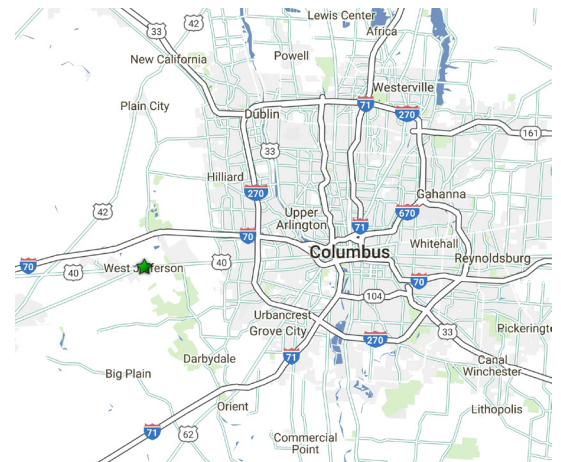 Lewis Center
42
33
Africa
New California
Powell
Westerville
Plain City
71
270
Dublin
161
33
Hilliard
270
Gahanna
42
Upper
Arlington
670
71
70
Whitehall
Columbus
Reynoldsburg
70
40
West J
fferson
40
70
104
Urbancrest
Grove City
33
Pickeringt
270
71
Darbydale
Canal
Winchester
Big Plain
Orient
Lithopolis
71
62
Commercial
Point